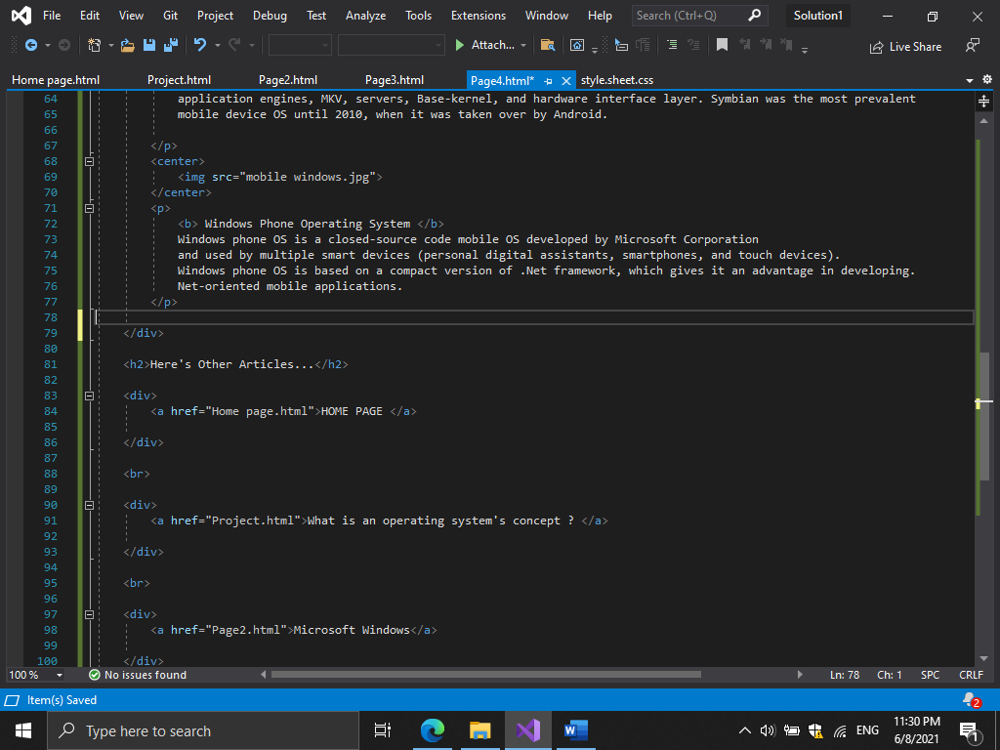 File Edit View Git Project Debug Test Analyze Tools Extensions Window Help Search (Ctrl+Q) Solution1
Attach... Live Share
Home page.html Project.html Page2.html Page3.html Page4.html* style.sheet.css
64 application engines, MKV, servers, Base-kernel, and hardware interface layer. Symbian was the most prevalent
65 mobile device OS until 2010, when it was taken over by Android.
66
67 </p>
68 <center>
69 <img src="mobile windows.jpg">
70 </center>
71 <p>
72 <b> Windows Phone Operating System </b>
73 Windows phone OS is a closed-source code mobile OS developed by Microsoft Corporation
74 and used by multiple smart devices (personal digital assistants, smartphones, and touch devices).
75 Windows phone OS is based on a compact version of .Net framework, which gives it an advantage in developing.
76 Net-oriented mobile applications.
77 </p>
78
79 </div>
80
81 <h2>Here's Other Articles...</h2>
82
83 <div>
84 <a href="Home page.html">HOME PAGE </a>
85
86 </div>
87
88 <br>
89
90 <div>
91 <a href="Project.html">What is an operating system's concept ? </a>
92
93 </div>
94
95 <br>
96
97 <div>
98 <a href="Page2.html">Microsoft Windows</a>
99
100 </div>
100 % No issues found Ln: 78 Ch: 1 SPC CRLF
Item(s) Saved 2
Type here to search W ENG 11:30 PM 1
6/8/2021